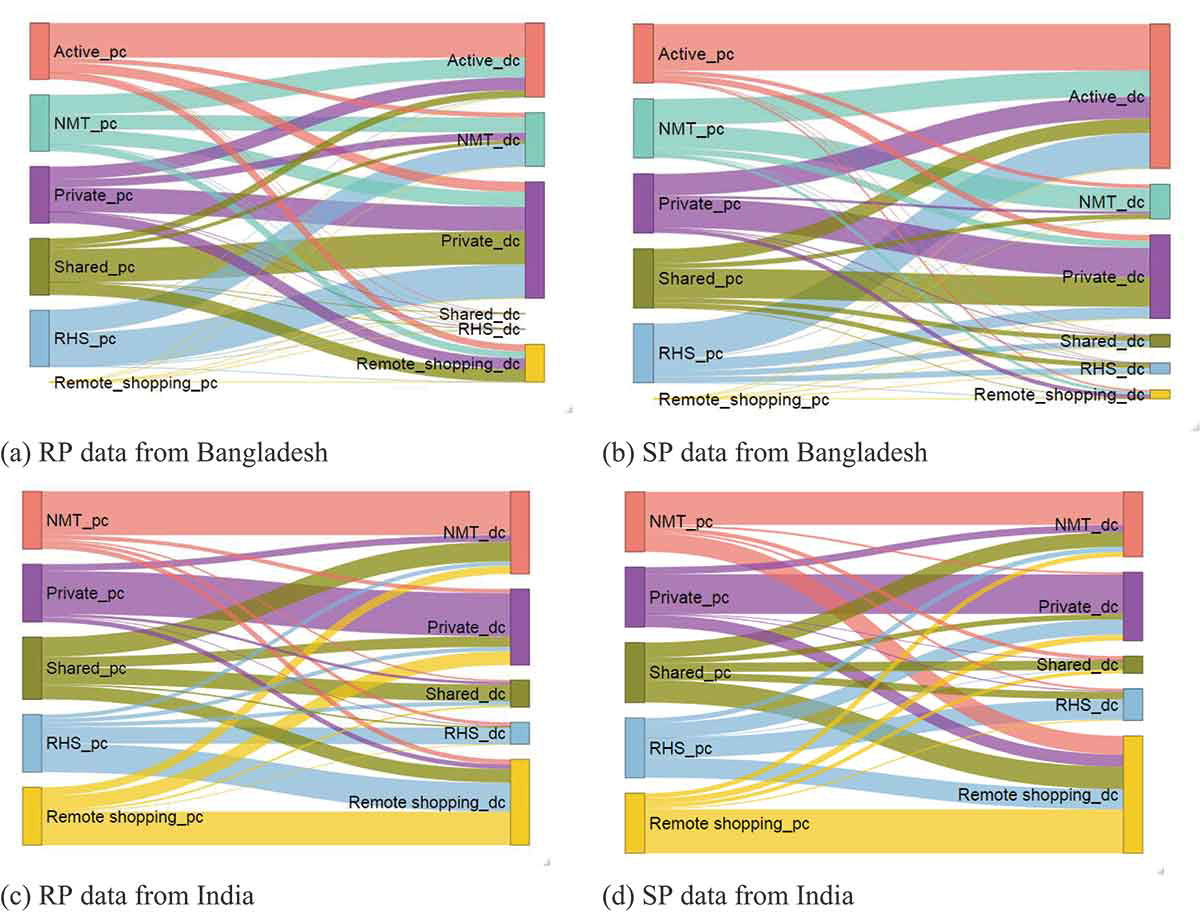 Active_pc
NMT_pc
Private_pc
Shared_pc
RHS_pc
Remote_shopping_pc
Active_dc
NMT_dc
Private_dc
Shared_dc
RHS_dc
Remote_shopping_dc
(a) RP data from Bangladesh
Active_pc
NMT_pc
Private_pc
Shared_pc
RHS_pc
Remote_shopping_pc
Active_dc
NMT_dc
Private_dc
Shared_dc
RHS_dc
Remote_shopping_dc
(b) SP data from Bangladesh
NMT_pc
Private_pc
Shared_pc
RHS_pc
Remote shopping_pc
NMT_dc
Private_dc
Shared_dc
RHS_dc
Remote shopping_dc
(c) RP data from India
NMT_pc
Private_pc
Shared_pc
RHS_pc
Remote shopping_pc
NMT_dc
Private_dc
Shared_dc
RHS_dc
Remote shopping_dc
(d) SP data from India